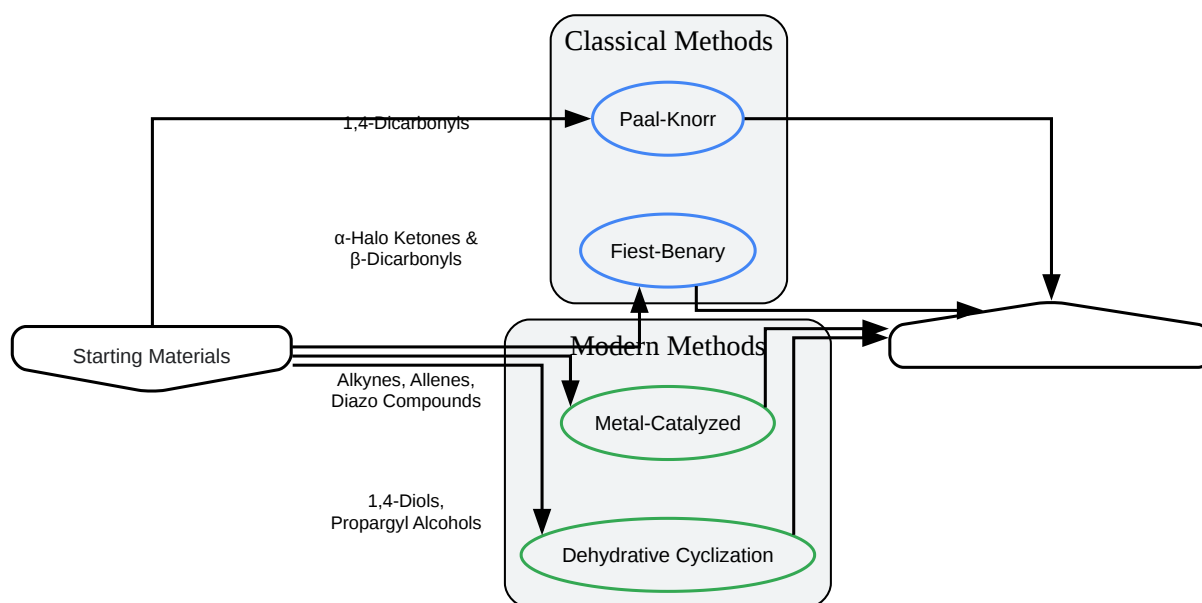 Classical Methods
Paal-Knorr
1,4-Dicarbonyls
α-Halo Ketones &
β-Dicarbonyls
Fiest-Benary
Starting Materials
Modern Methods
Alkynes, Allenes,
Diazo Compounds
Metal-Catalyzed
1,4-Diols,
Propargyl Alcohols
Dehydrative Cyclization